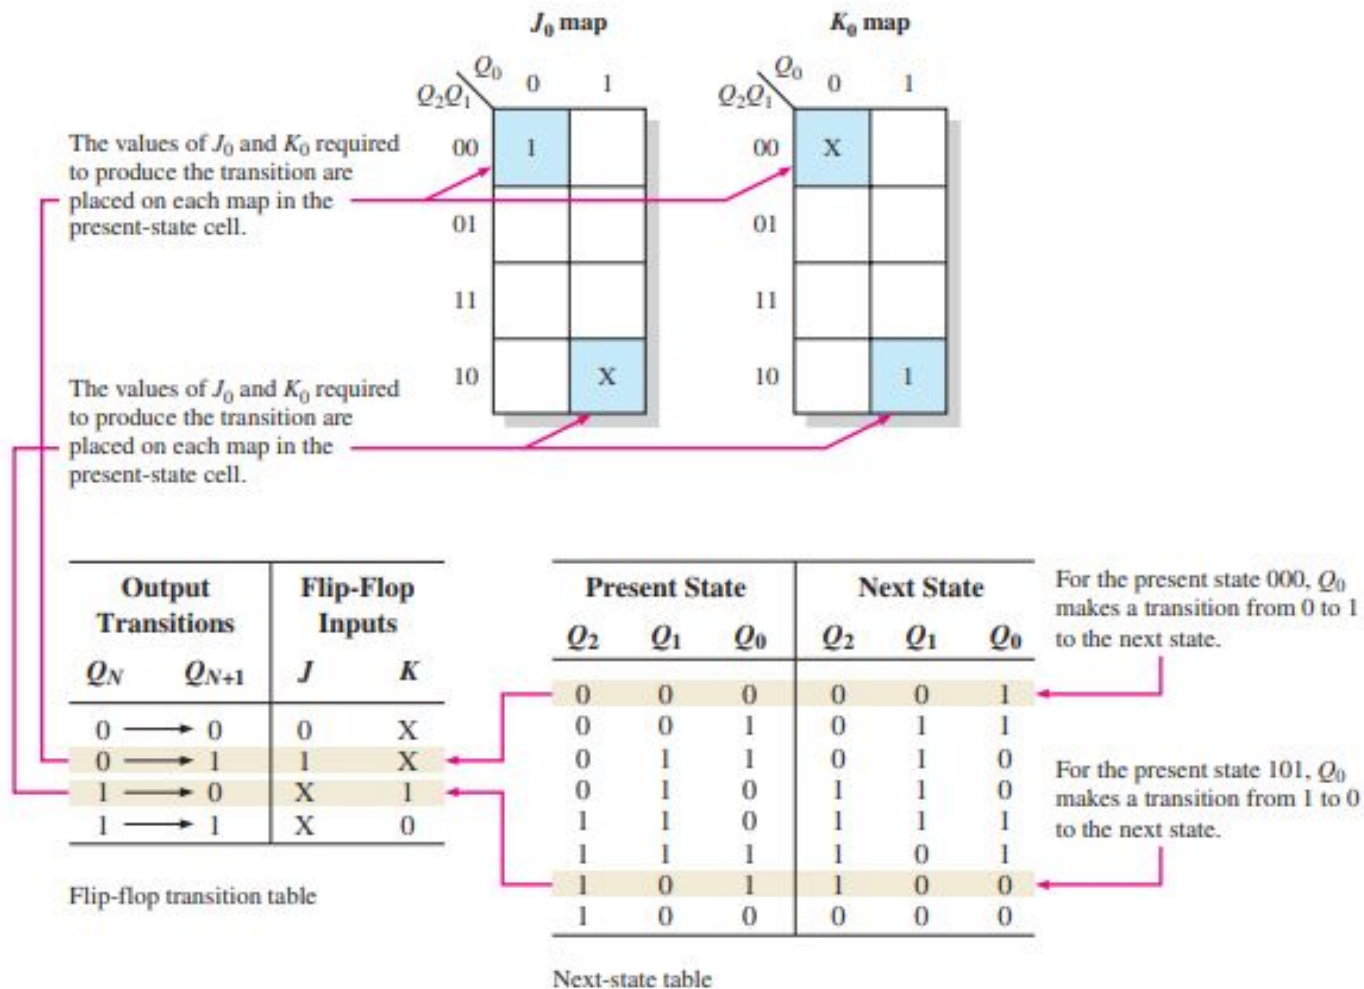 J0 map
K0 map
Q0
Q2Q1
0 1
00 1
01
11
10 X
Q0
Q2Q1
0 1
00 X
01
11
10 1
The values of J0 and K0 required
to produce the transition are
placed on each map in the
present-state cell.
The values of J0 and K0 required
to produce the transition are
placed on each map in the
present-state cell.
Output Transitions Flip-Flop Inputs
QN QN+1 J K
0 → 0 0 X
0 → 1 1 X
1 → 0 X 1
1 → 1 X 0
Flip-flop transition table
Present State Next State
Q2 Q1 Q0 Q2 Q1 Q0
0 0 0 0 0 1
0 0 1 0 1 1
0 1 1 0 1 0
0 1 0 1 1 0
1 1 0 1 1 1
1 1 1 1 0 1
1 0 1 1 0 0
1 0 0 0 0 0
Next-state table
For the present state 000, Q0
makes a transition from 0 to 1
to the next state.
For the present state 101, Q0
makes a transition from 1 to 0
to the next state.